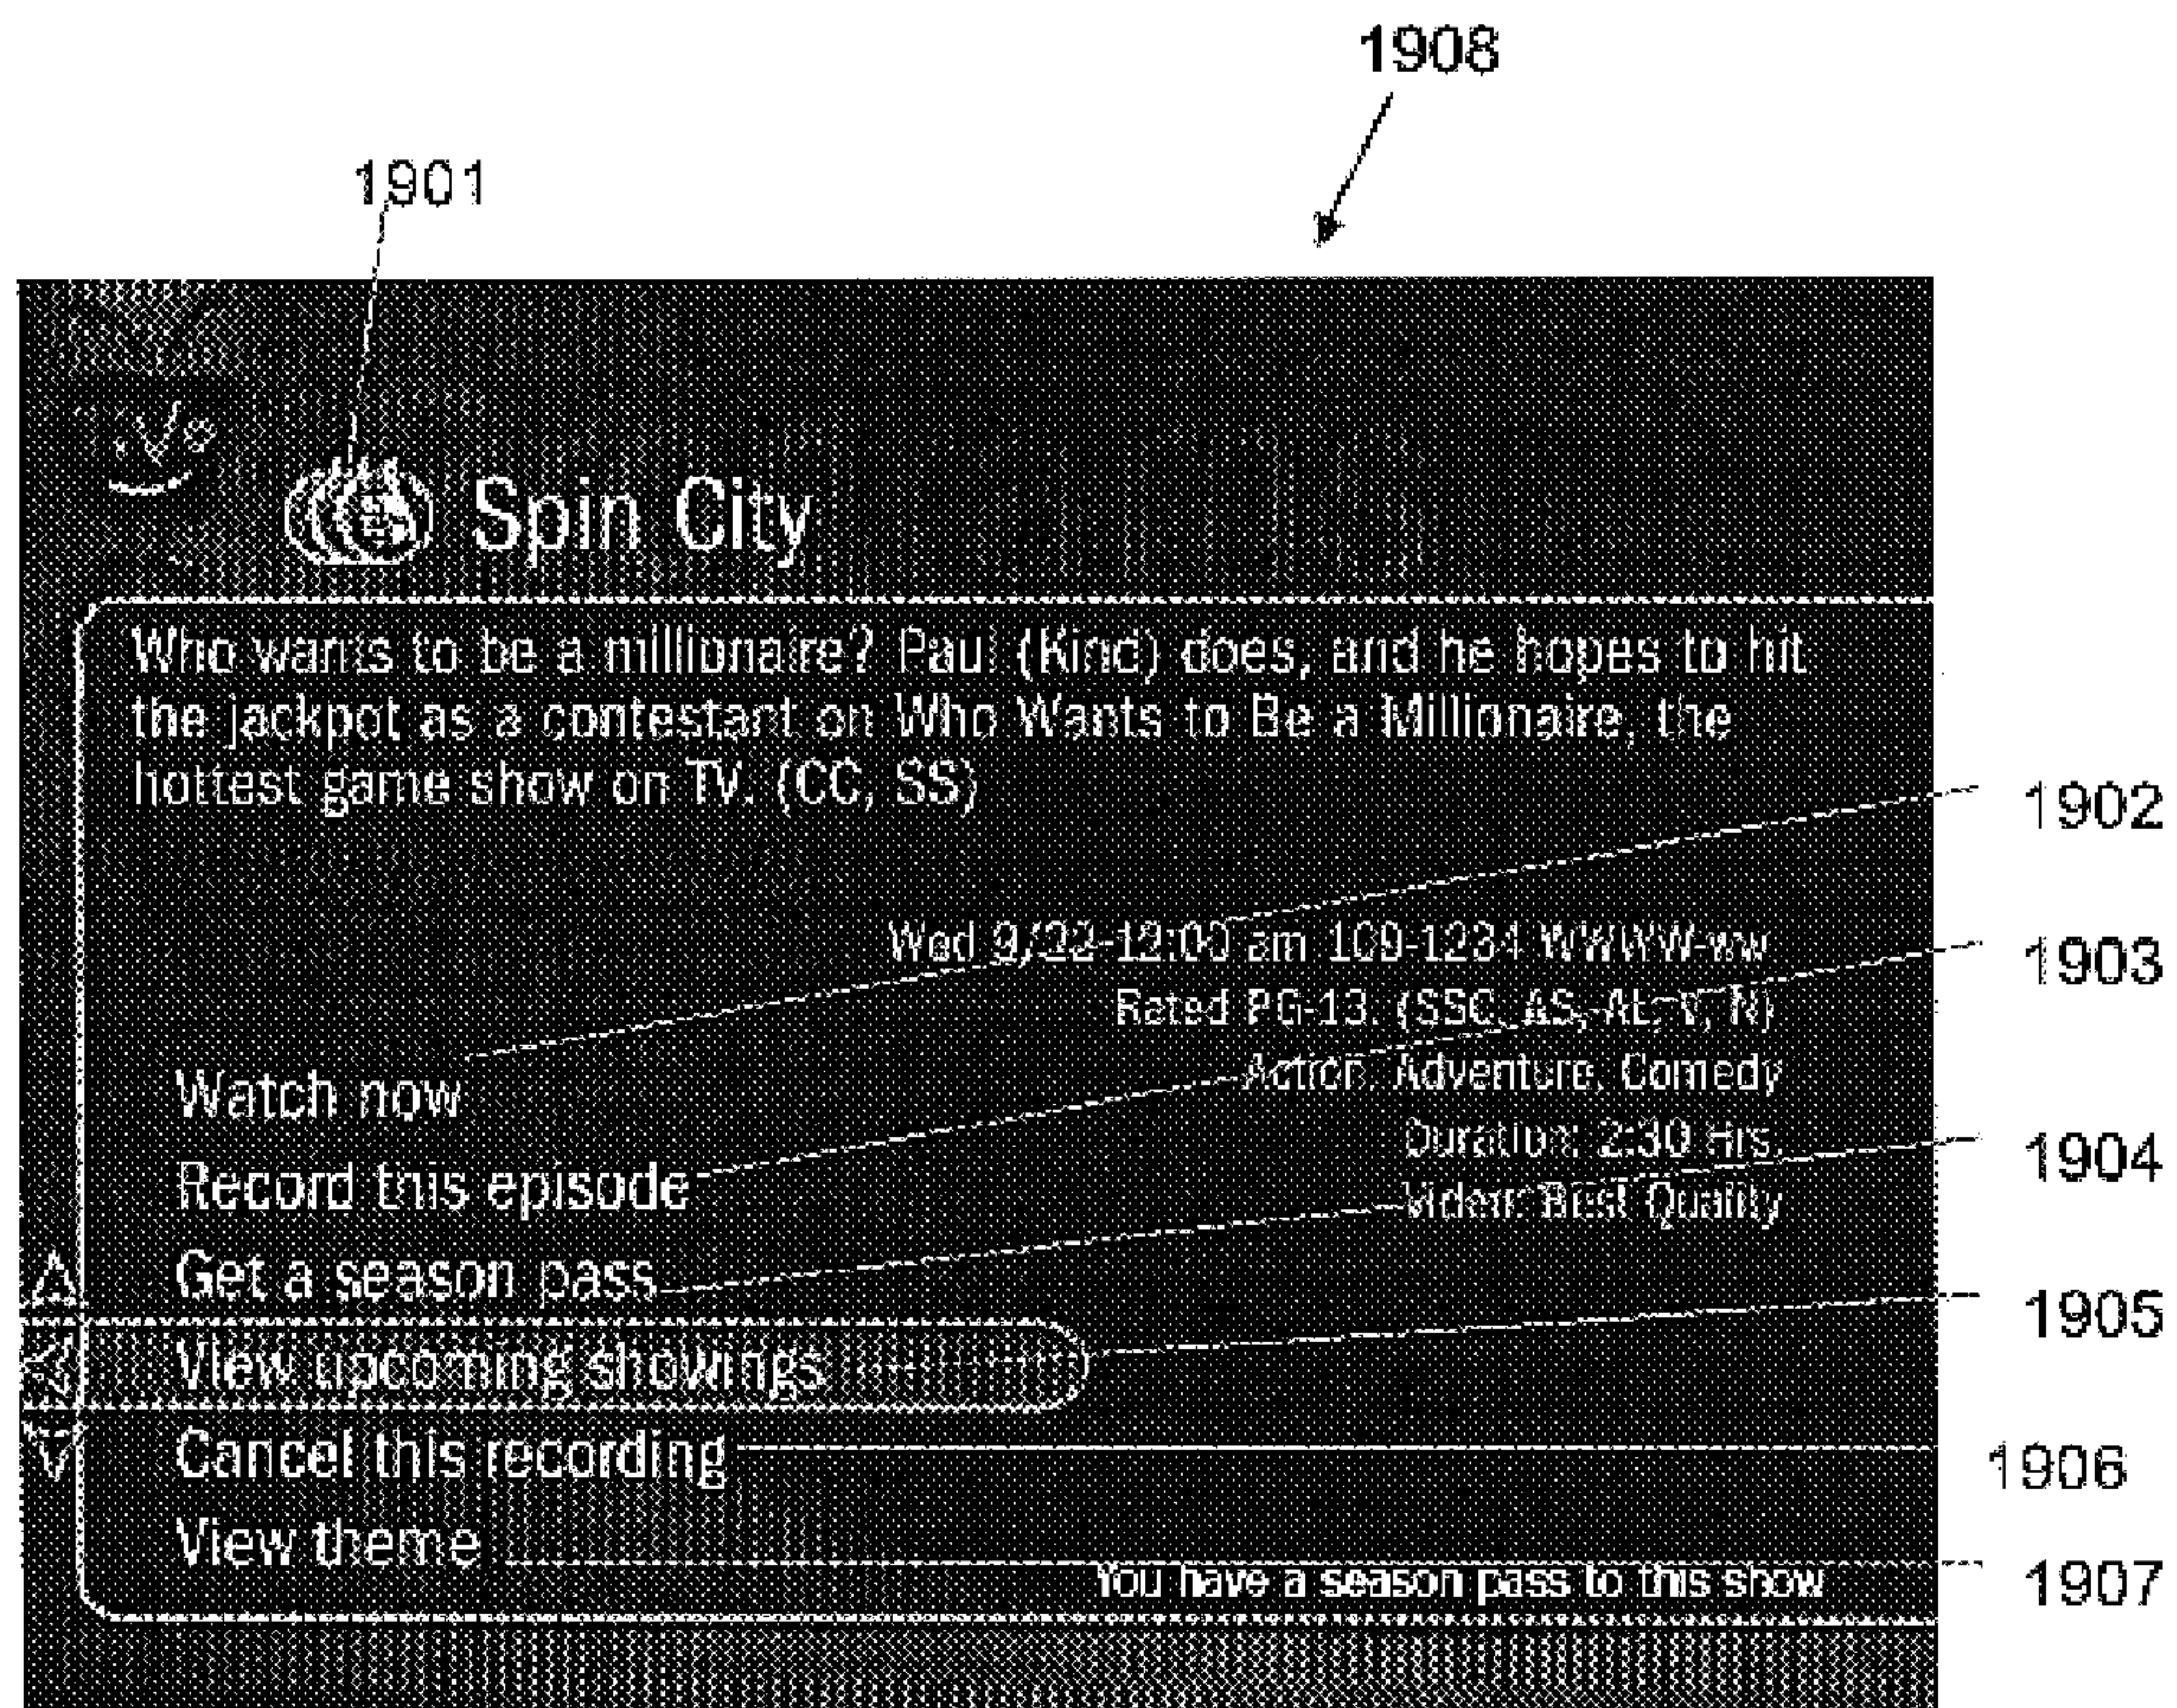 1908
1901
Spin City
Who wants to be a millionaire? Paul (Kind) does, and he hopes to hit
the jackpot as a contestant on Who Wants to Be a Millionaire, the
hottest game show on TV. (CC, SS)
1902
Wed 9/22 12:00 am 109-1234 WWWW-ww
1903
Rated PG-13, (SSC, AS, AL, V, N)
Action, Adventure, Comedy
Watch now
Duration: 2:30 Hrs.
1904
Record this episode
Video: Best Quality
Get a season pass
1905
View upcoming showings
Cancel this recording
1906
View theme
You have a season pass to this show
1907